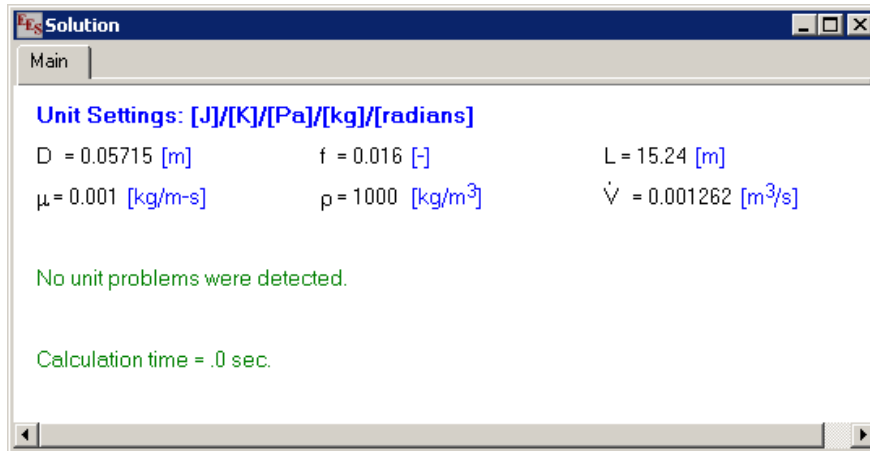 EES Solution
Main
Unit Settings: [J]/[K]/[Pa]/[kg]/[radians]
D = 0.05715 [m] f = 0.016 [-] L = 15.24 [m]
μ = 0.001 [kg/m-s] ρ = 1000 [kg/m³] V̇ = 0.001262 [m³/s]
No unit problems were detected.
Calculation time = .0 sec.